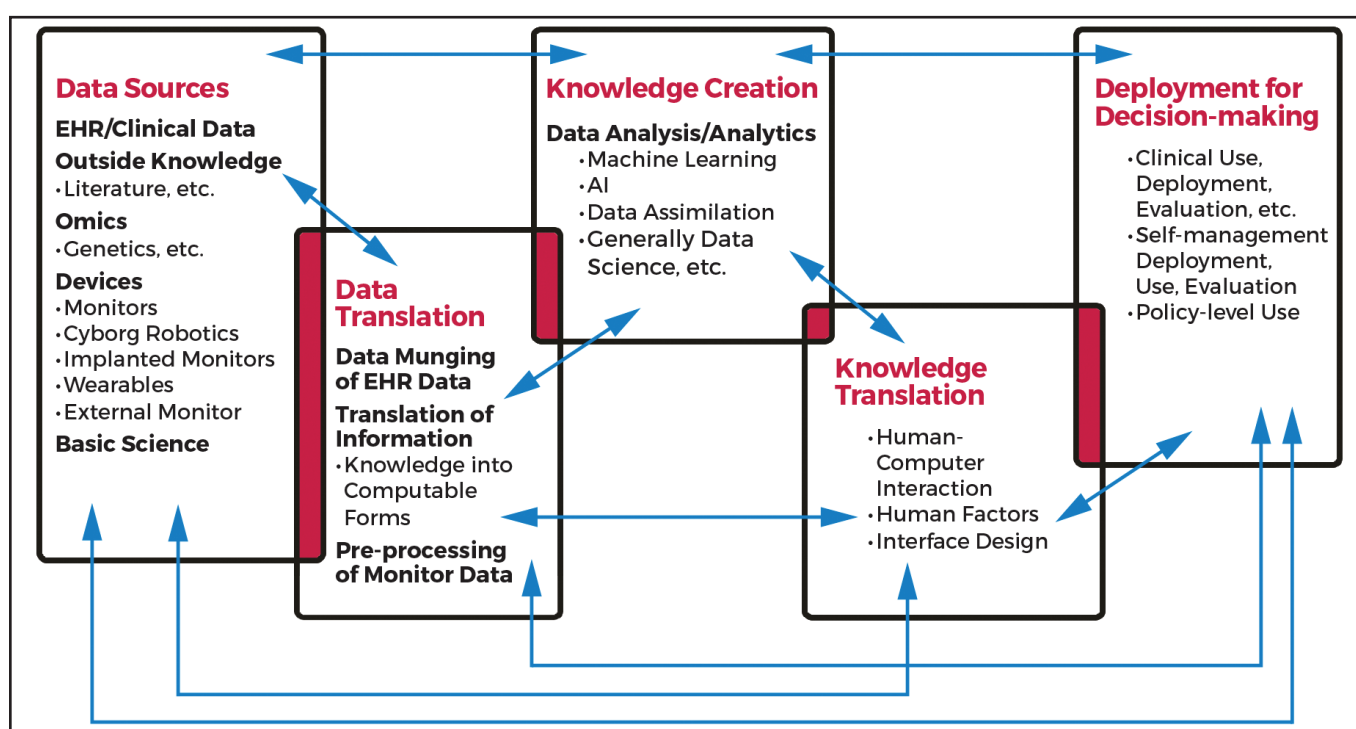 Data Sources
EHR/Clinical Data
Outside Knowledge
·Literature, etc.
Omics
·Genetics, etc.
Devices
·Monitors
·Cyborg Robotics
·Implanted Monitors
·Wearables
·External Monitor
Basic Science
Data
Translation
Data Munging
of EHR Data
Translation of
Information
·Knowledge into
Computable
Forms
Pre-processing
of Monitor Data
Knowledge Creation
Data Analysis/Analytics
·Machine Learning
·AI
·Data Assimilation
·Generally Data
Science, etc.
Knowledge
Translation
·Human-
Computer
Interaction
·Human Factors
·Interface Design
Deployment for
Decision-making
·Clinical Use,
Deployment,
Evaluation, etc.
·Self-management
Deployment,
Use, Evaluation
·Policy-level Use